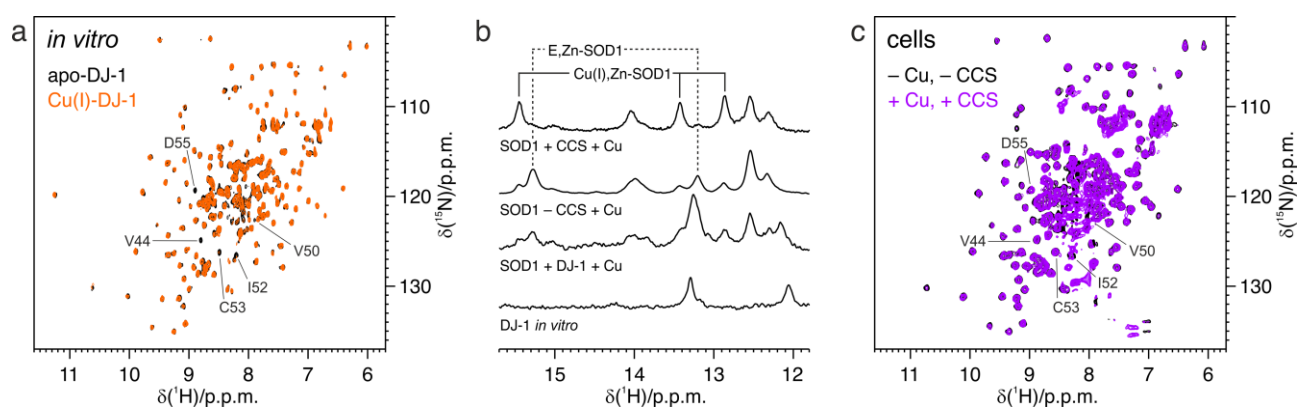 a
in vitro
apo-DJ-1
Cu(I)-DJ-1
D55
V44
V50
I52
C53
110
120
130
δ(¹⁵N)/p.p.m.
11 10 9 8 7 6
δ(¹H)/p.p.m.
b
E,Zn-SOD1
Cu(I),Zn-SOD1
SOD1 + CCS + Cu
SOD1 – CCS + Cu
SOD1 + DJ-1 + Cu
DJ-1 in vitro
15 14 13 12
δ(¹H)/p.p.m.
c
cells
– Cu, – CCS
+ Cu, + CCS
D55
V44
V50
I52
C53
110
120
130
δ(¹⁵N)/p.p.m.
11 10 9 8 7 6
δ(¹H)/p.p.m.